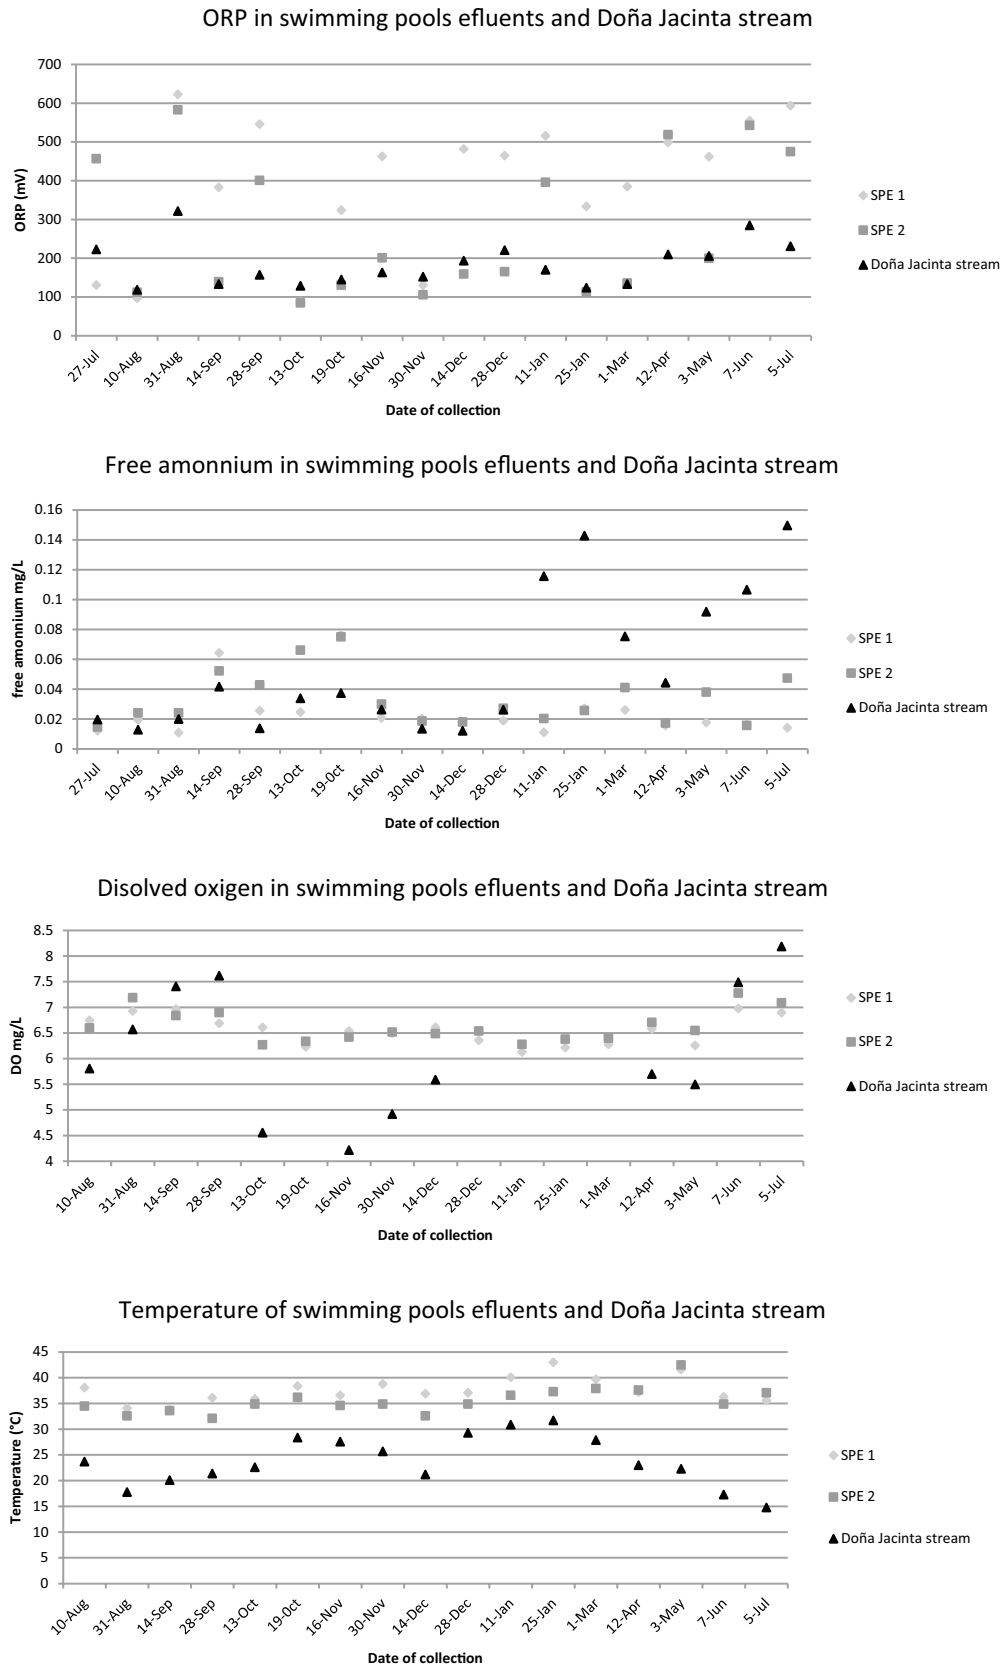 ORP in swimming pools efluents and Doña Jacinta stream
700
600
500
400
300
200
100
0
ORP (mV)
27-Jul
10-Aug
31-Aug
14-Sep
28-Sep
13-Oct
19-Oct
16-Nov
30-Nov
14-Dec
28-Dec
11-Jan
25-Jan
1-Mar
12-Apr
3-May
7-Jun
5-Jul
Date of collection
SPE 1
SPE 2
Doña Jacinta stream
Free amonnium in swimming pools efluents and Doña Jacinta stream
0.16
0.14
0.12
0.1
0.08
0.06
0.04
0.02
0
free amonnium mg/L
27-Jul
10-Aug
31-Aug
14-Sep
28-Sep
13-Oct
19-Oct
16-Nov
30-Nov
14-Dec
28-Dec
11-Jan
25-Jan
1-Mar
12-Apr
3-May
7-Jun
5-Jul
Date of collection
SPE 1
SPE 2
Doña Jacinta stream
Disolved oxigen in swimming pools efluents and Doña Jacinta stream
8.5
8
7.5
7
6.5
6
5.5
5
4.5
4
DO mg/L
10-Aug
31-Aug
14-Sep
28-Sep
13-Oct
19-Oct
16-Nov
30-Nov
14-Dec
28-Dec
11-Jan
25-Jan
1-Mar
12-Apr
3-May
7-Jun
5-Jul
Date of collection
SPE 1
SPE 2
Doña Jacinta stream
Temperature of swimming pools efluents and Doña Jacinta stream
45
40
35
30
25
20
15
10
5
0
Temperature (°C)
10-Aug
31-Aug
14-Sep
28-Sep
13-Oct
19-Oct
16-Nov
30-Nov
14-Dec
28-Dec
11-Jan
25-Jan
1-Mar
12-Apr
3-May
7-Jun
5-Jul
Date of collection
SPE 1
SPE 2
Doña Jacinta stream